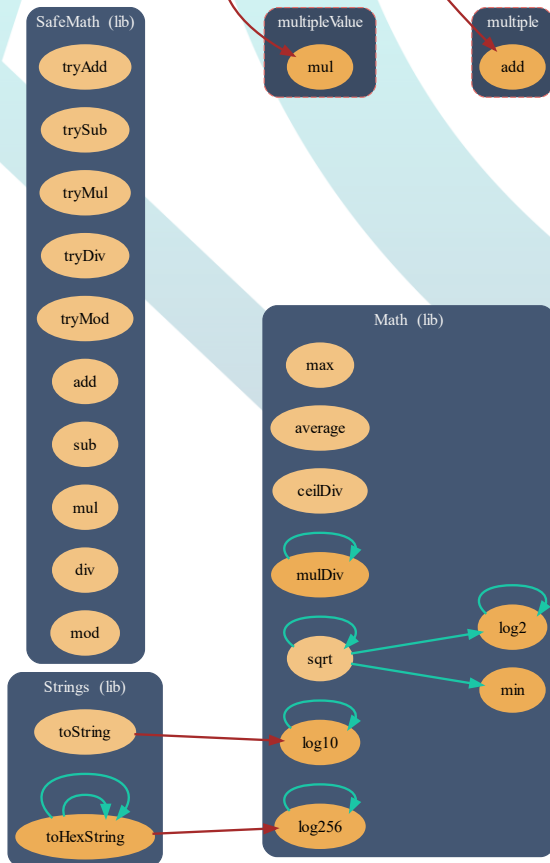 SafeMath (lib)
tryAdd
trySub
tryMul
tryDiv
tryMod
add
sub
mul
div
mod
multipleValue
mul
multiple
add
Math (lib)
max
average
ceilDiv
mulDiv
sqrt
log2
min
log10
log256
Strings (lib)
toString
toHexString